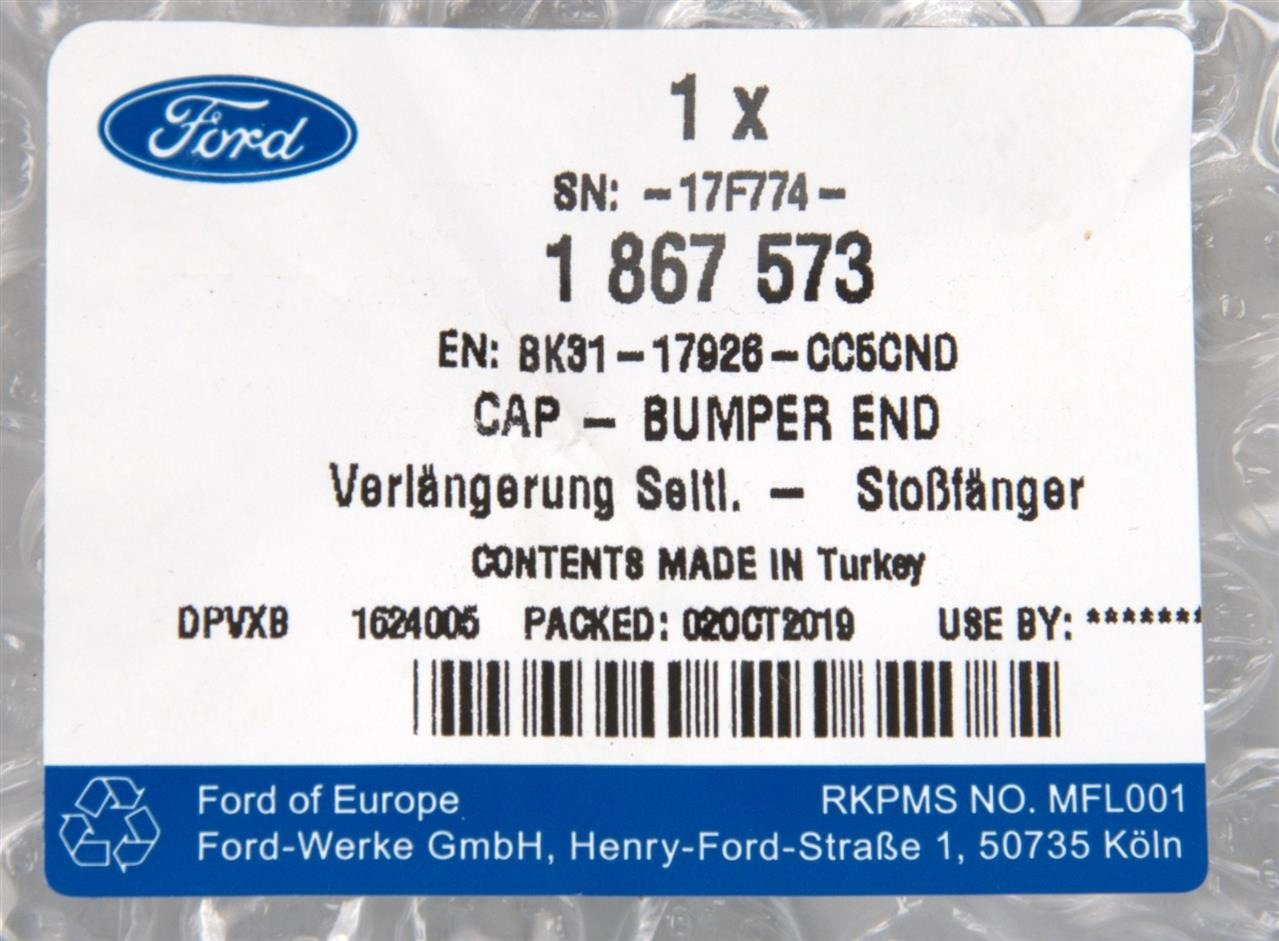 Ford
1 x
SN: -17F774-
1 867 573
EN: BK31-17926-CC5CND
CAP - BUMPER END
Verlängerung Seitl. - Stoßfänger
CONTENTS MADE IN Turkey
DPVXB 1624005 PACKED: 02OCT2019 USE BY: *******
Ford of Europe RKPMS NO. MFL001
Ford-Werke GmbH, Henry-Ford-Straße 1, 50735 Köln